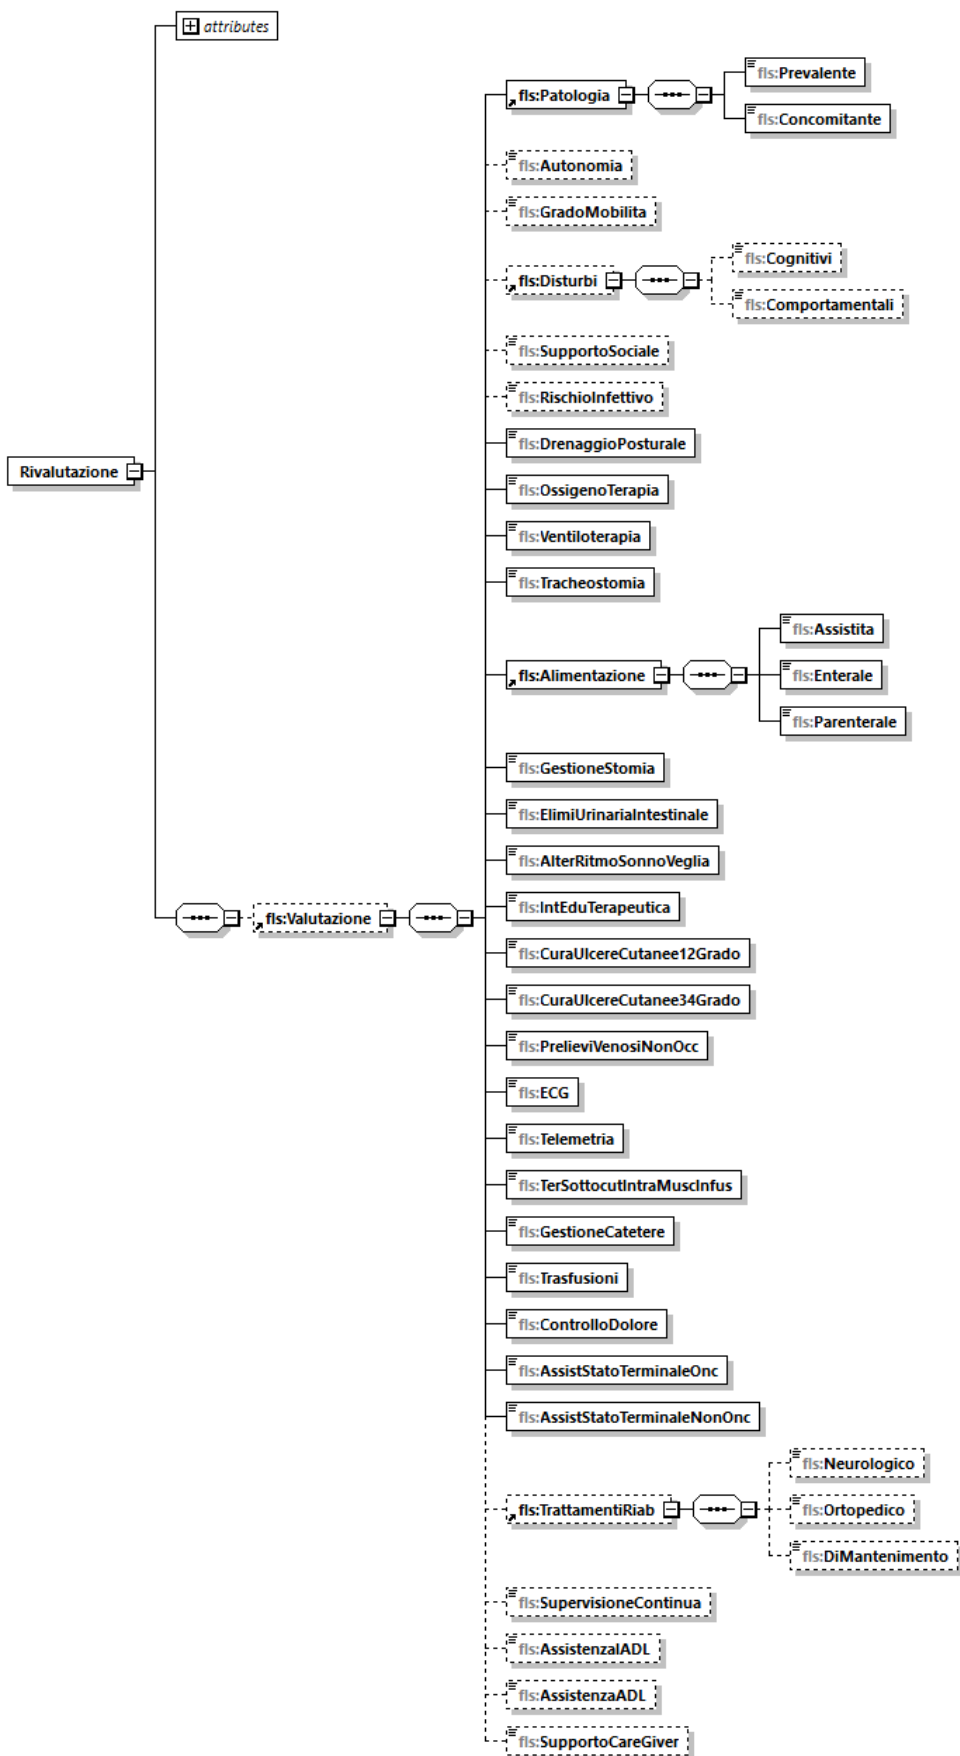 attributes
fls:Patologia
fls:Prevalente
fls:Concomitante
fls:Autonomia
fls:GradoMobilita
fls:Disturbi
fls:Cognitivi
fls:Comportamentali
fls:SupportoSociale
fls:RischioInfettivo
Rivalutazione
fls:DrenaggioPosturale
fls:OssigenoTerapia
fls:Ventiloterapia
fls:Tracheostomia
fls:Alimentazione
fls:Assistita
fls:Enterale
fls:Parenterale
fls:GestioneStomia
fls:ElimiUrinariaIntestinale
fls:AlterRitmoSonnoVeglia
fls:Valutazione
fls:IntEduTerapeutica
fls:CuraUlcereCutanee12Grado
fls:CuraUlcereCutanee34Grado
fls:PrelieviVenosiNonOcc
fls:ECG
fls:Telemetria
fls:TerSottocutIntraMuscInfus
fls:GestioneCatetere
fls:Trasfusioni
fls:ControlloDolore
fls:AssistStatoTerminaleOnc
fls:AssistStatoTerminaleNonOnc
fls:TrattamentiRiab
fls:Neurologico
fls:Ortopedico
fls:DiMantenimento
fls:SupervisioneContinua
fls:AssistenzaIADL
fls:AssistenzaADL
fls:SupportoCareGiver